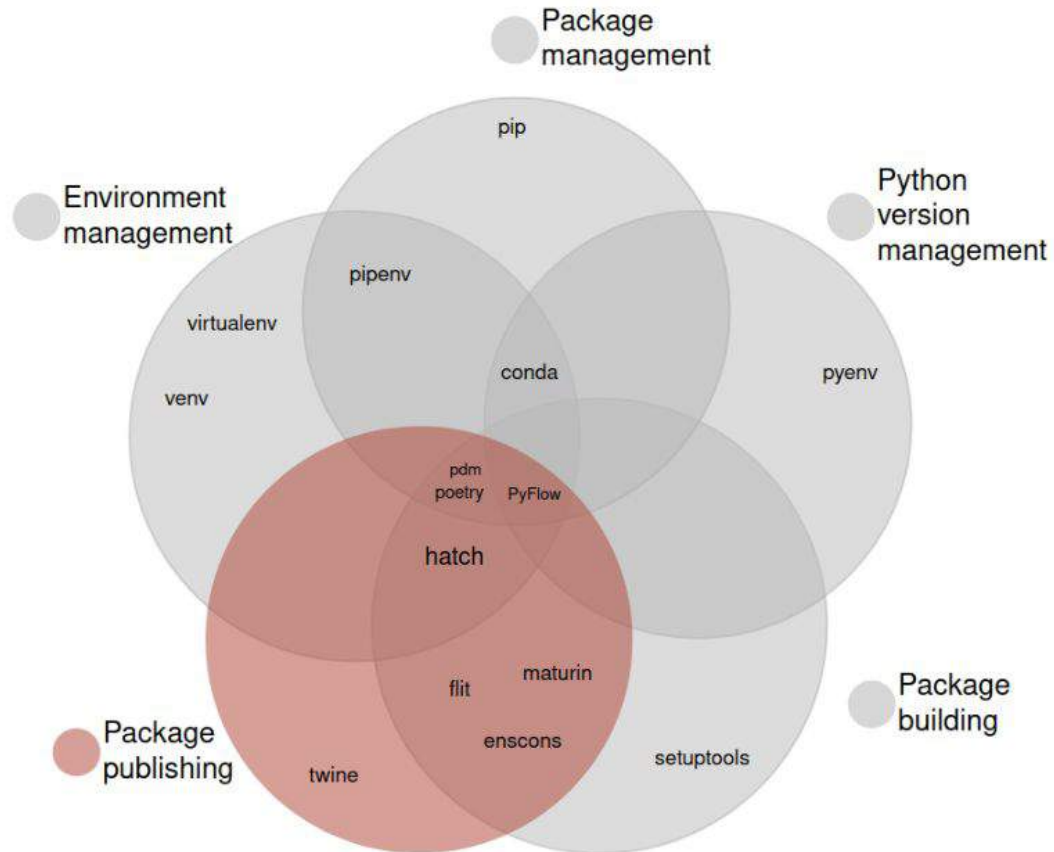 Package
management
pip
Environment
management
Python
version
management
pipenv
virtualenv
conda
pyenv
venv
pdm
poetry
PyFlow
hatch
maturin
flit
Package
building
Package
publishing
enscons
setuptools
twine